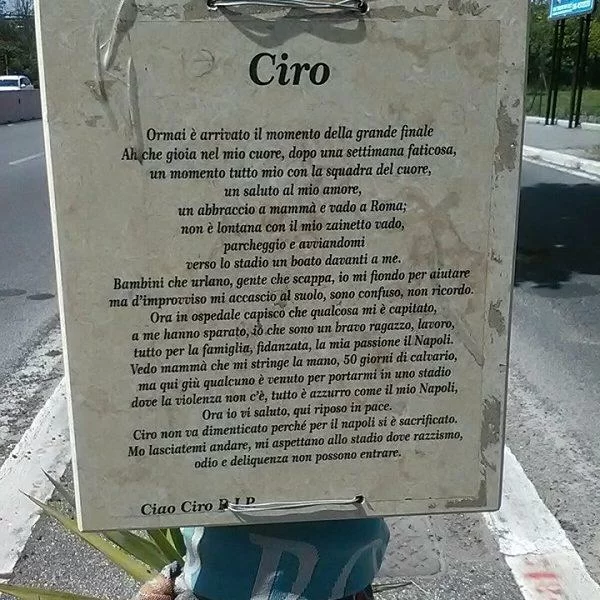 Ciro
Ormai è arrivato il momento della grande finale
Ah che gioia nel mio cuore, dopo una settimana faticosa,
un momento tutto mio con la squadra del cuore,
un saluto al mio amore,
un abbraccio a mammà e vado a Roma;
non è lontana con il mio zainetto vado,
parcheggio e avviandomi
verso lo stadio un boato davanti a me.
Bambini che urlano, gente che scappa, io mi fiondo per aiutare
ma d'improvviso mi accascio al suolo, sono confuso, non ricordo.
Ora in ospedale capisco che qualcosa mi è capitato,
a me hanno sparato, io che sono un bravo ragazzo, lavoro,
tutto per la famiglia, fidanzata, la mia passione il Napoli.
Vedo mammà che mi stringe la mano, 50 giorni di calvario,
ma qui già qualcuno è venuto per portarmi in uno stadio
dove la violenza non c'è, tutto è azzurro come il mio Napoli,
Ora io vi saluto, qui riposo in pace.
Ciro non va dimenticato perché per il napoli si è sacrificato.
Mo lasciatemi andare, mi aspettano allo stadio dove razzismo,
odio e deliquenza non possono entrare.
Ciao Ciro R.I.P.